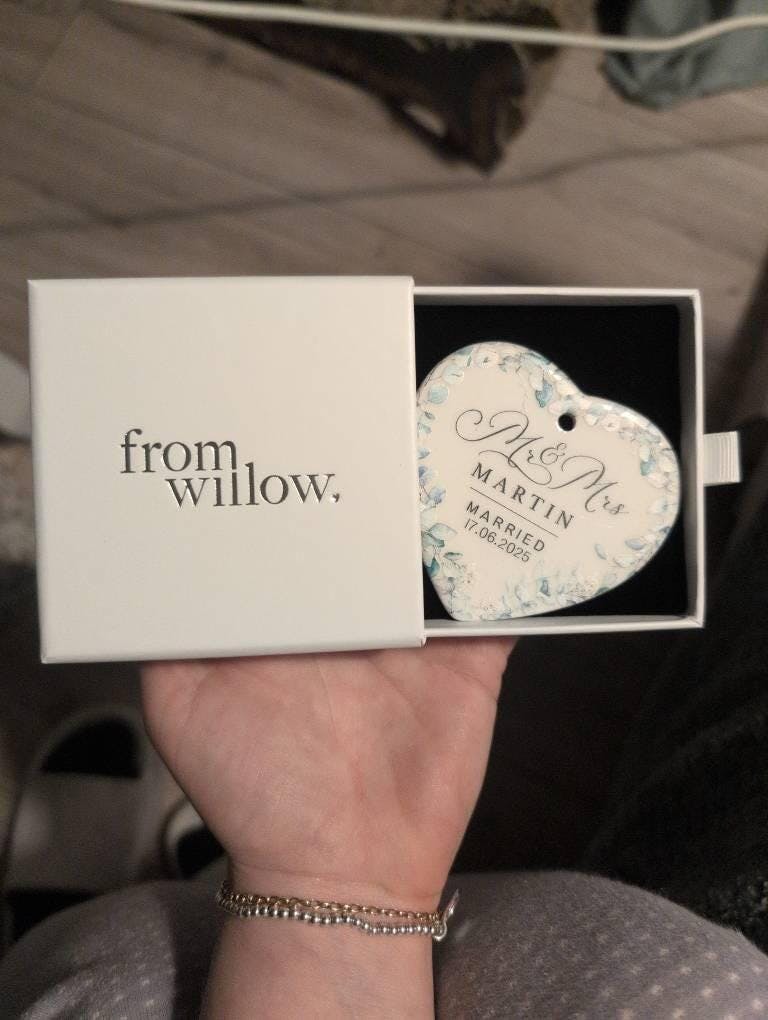 from
willow,
Mr & Mrs
MARTIN
MARRIED
17.06.2025